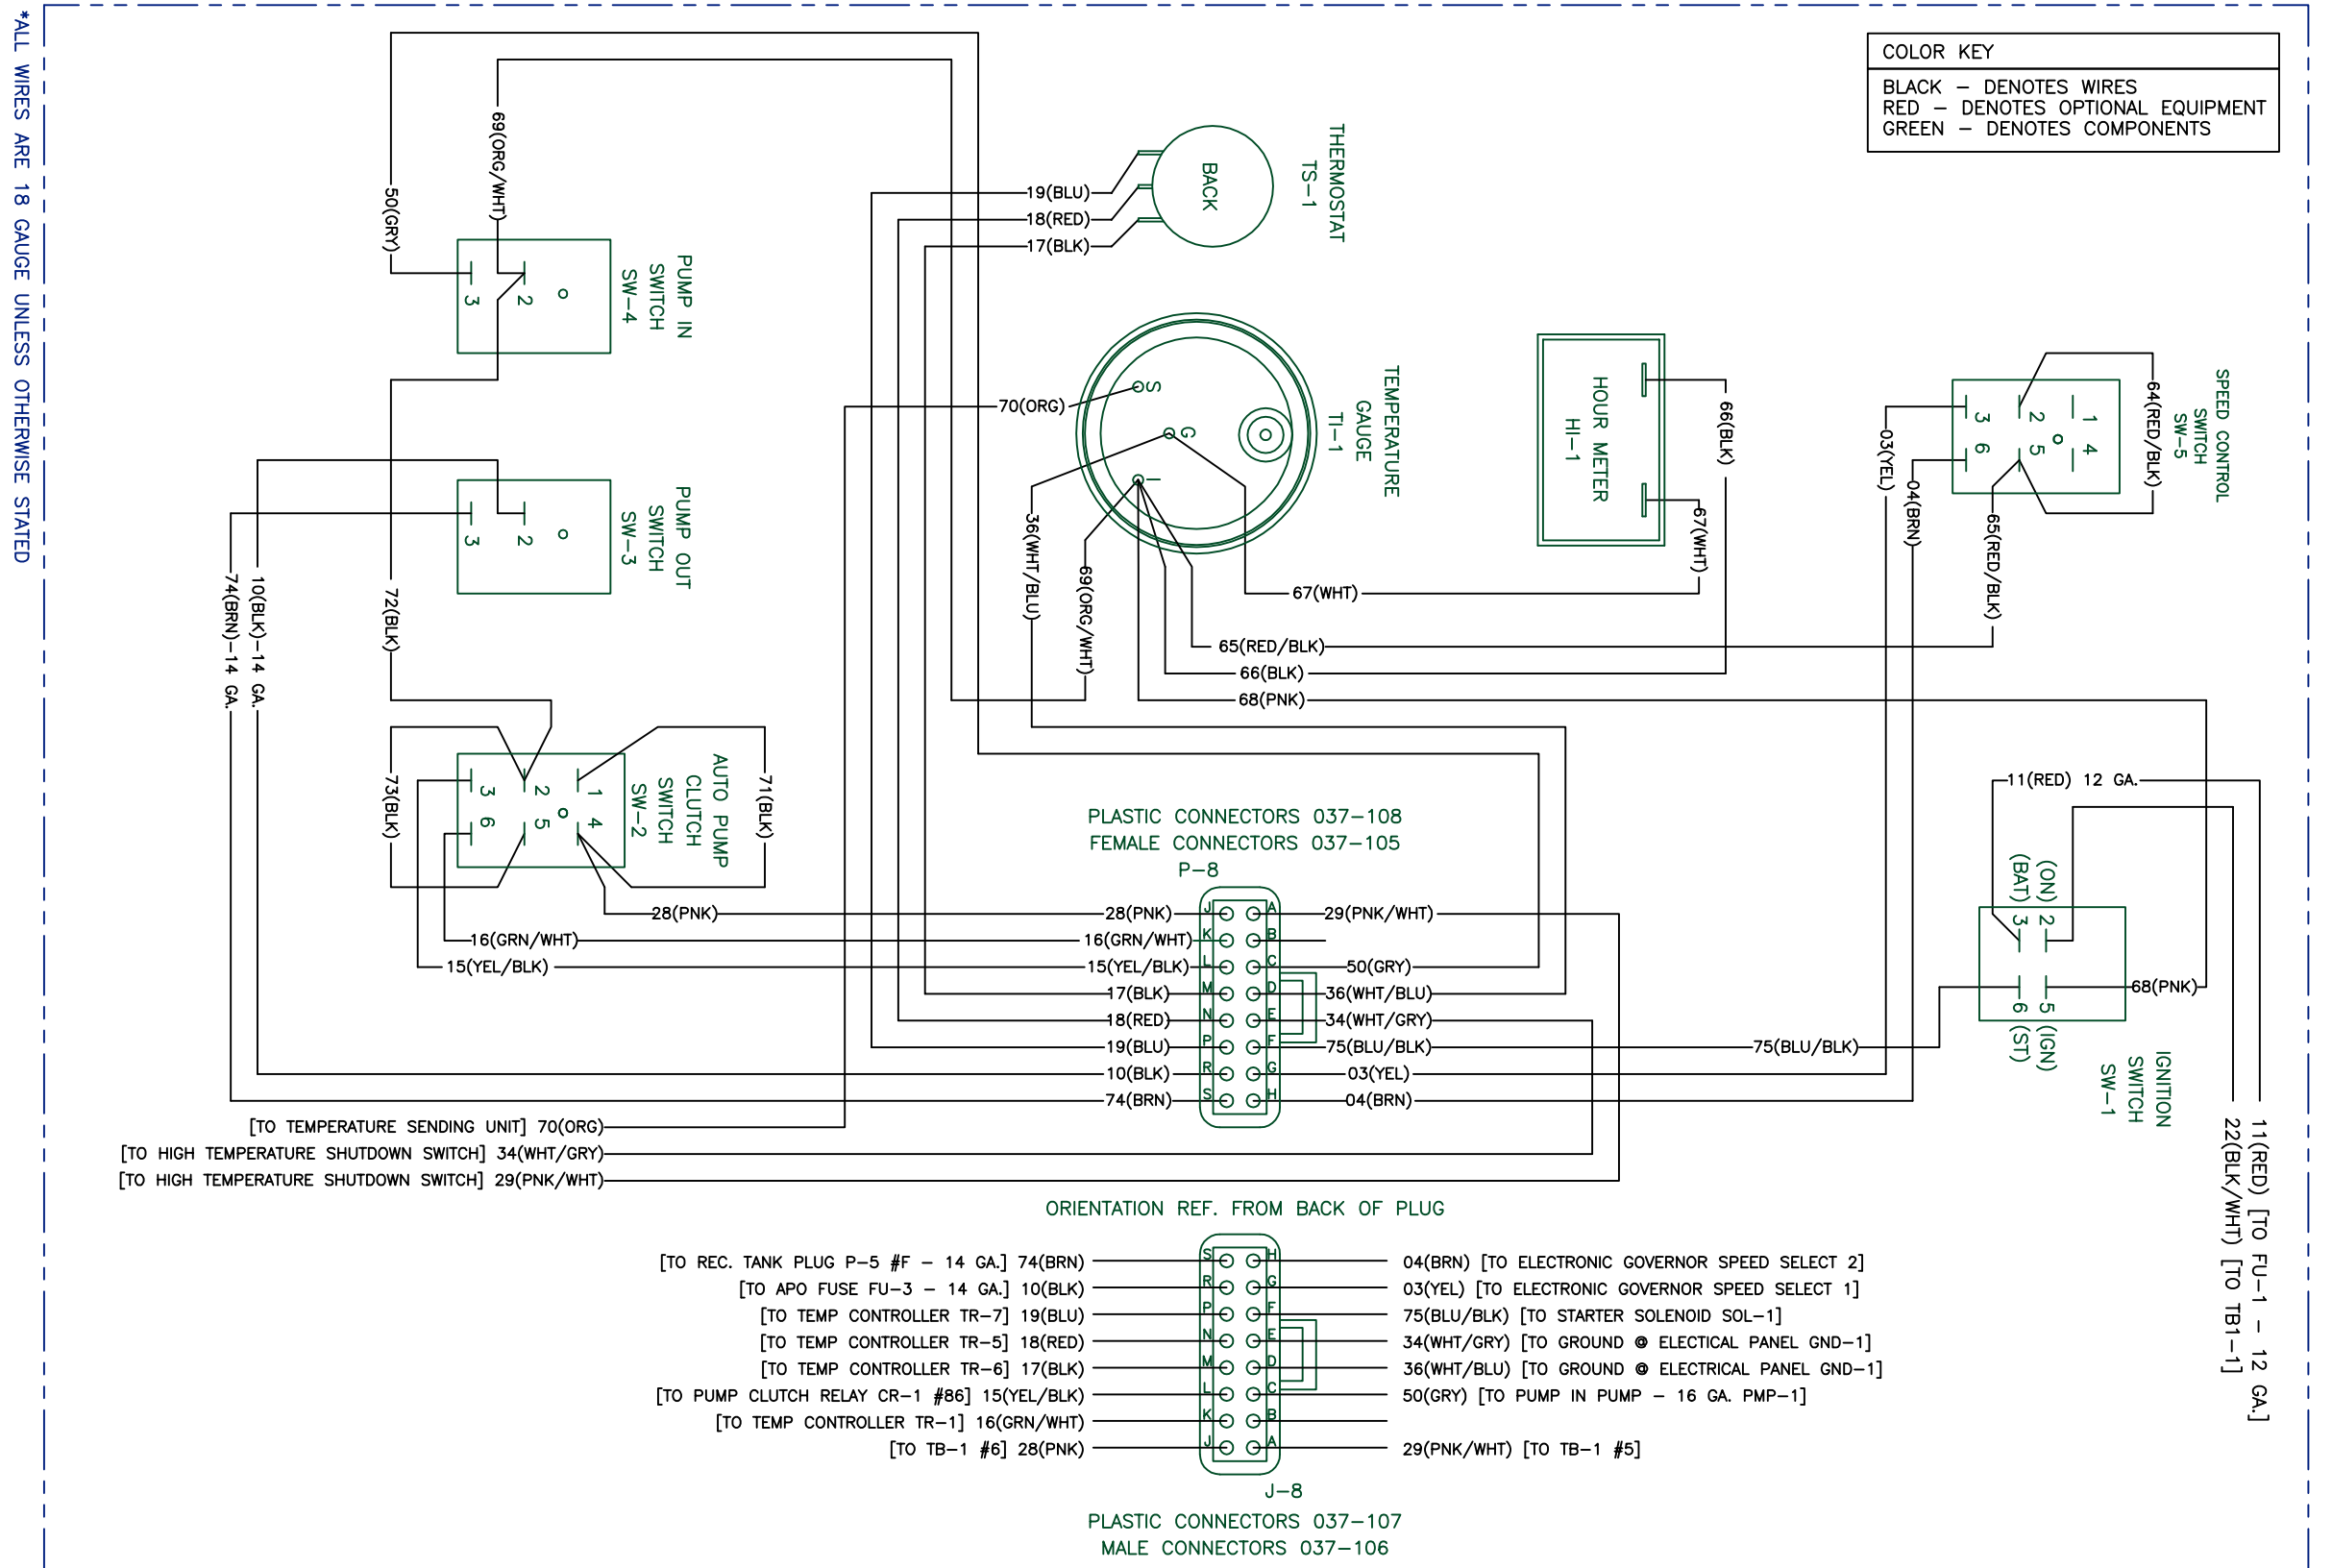 *ALL WIRES ARE 18 GAUGE UNLESS OTHERWISE STATED
COLOR KEY
BLACK – DENOTES WIRES
RED – DENOTES OPTIONAL EQUIPMENT
GREEN – DENOTES COMPONENTS
50(GRY)
69(ORG/WHT)
PUMP IN
SWITCH
SW–4
2
3
THERMOSTAT
TS–1
BACK
19(BLU)
18(RED)
17(BLK)
TEMPERATURE
GAUGE
TI–1
S
G
I
70(ORG)
36(WHT/BLU)
69(ORG/WHT)
HOUR METER
HI–1
66(BLK)
67(WHT)
67(WHT)
65(RED/BLK)
66(BLK)
68(PNK)
SPEED CONTROL
SWITCH
SW–5
1 4
2 5
3 6
64(RED/BLK)
03(YEL)
04(BRN)
65(RED/BLK)
PUMP OUT
SWITCH
SW–3
2
3
74(BRN)–14 GA.
10(BLK)–14 GA.
72(BLK)
AUTO PUMP
CLUTCH
SWITCH
SW–2
1 4
2 5
3 6
73(BLK)
71(BLK)
PLASTIC CONNECTORS 037–108
FEMALE CONNECTORS 037–105
P–8
28(PNK) 28(PNK) J A 29(PNK/WHT)
16(GRN/WHT) 16(GRN/WHT) K B
15(YEL/BLK) 15(YEL/BLK) L C 50(GRY)
17(BLK) M D 36(WHT/BLU)
18(RED) N E 34(WHT/GRY)
19(BLU) P F 75(BLU/BLK) 75(BLU/BLK)
10(BLK) R G 03(YEL)
74(BRN) S H 04(BRN)
11(RED) 12 GA.
(ON) 2 5 (IGN)
(BAT) 3 6 (ST)
68(PNK)
IGNITION
SWITCH
SW–1
11(RED) [TO FU–1 – 12 GA.]
22(BLK/WHT) [TO TB1–1]
[TO TEMPERATURE SENDING UNIT] 70(ORG)
[TO HIGH TEMPERATURE SHUTDOWN SWITCH] 34(WHT/GRY)
[TO HIGH TEMPERATURE SHUTDOWN SWITCH] 29(PNK/WHT)
ORIENTATION REF. FROM BACK OF PLUG
[TO REC. TANK PLUG P–5 #F – 14 GA.] 74(BRN) S H 04(BRN) [TO ELECTRONIC GOVERNOR SPEED SELECT 2]
[TO APO FUSE FU–3 – 14 GA.] 10(BLK) R G 03(YEL) [TO ELECTRONIC GOVERNOR SPEED SELECT 1]
[TO TEMP CONTROLLER TR–7] 19(BLU) P F 75(BLU/BLK) [TO STARTER SOLENOID SOL–1]
[TO TEMP CONTROLLER TR–5] 18(RED) N E 34(WHT/GRY) [TO GROUND @ ELECTICAL PANEL GND–1]
[TO TEMP CONTROLLER TR–6] 17(BLK) M D 36(WHT/BLU) [TO GROUND @ ELECTRICAL PANEL GND–1]
[TO PUMP CLUTCH RELAY CR–1 #86] 15(YEL/BLK) L C 50(GRY) [TO PUMP IN PUMP – 16 GA. PMP–1]
[TO TEMP CONTROLLER TR–1] 16(GRN/WHT) K B
[TO TB–1 #6] 28(PNK) J A 29(PNK/WHT) [TO TB–1 #5]
J–8
PLASTIC CONNECTORS 037–107
MALE CONNECTORS 037–106